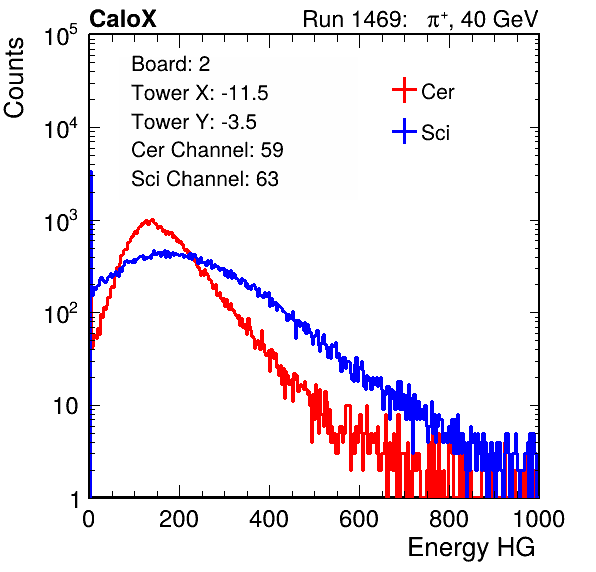 CaloX Run 1469: π⁺, 40 GeV
Counts
Board: 2
Tower X: -11.5
Tower Y: -3.5
Cer Channel: 59
Sci Channel: 63
Cer
Sci
10⁵
10⁴
10³
10²
10
1
0 200 400 600 800 1000
Energy HG